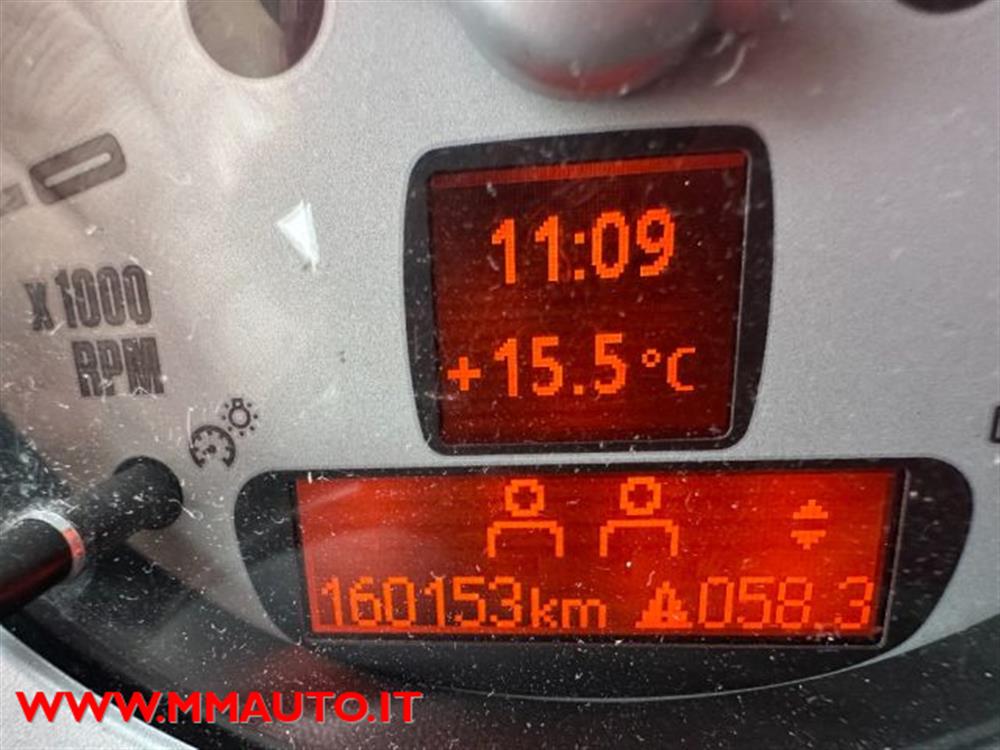 11:09
+15.5°C
x1000
RPM
160153km 058.3
WWW.MMAUTO.IT